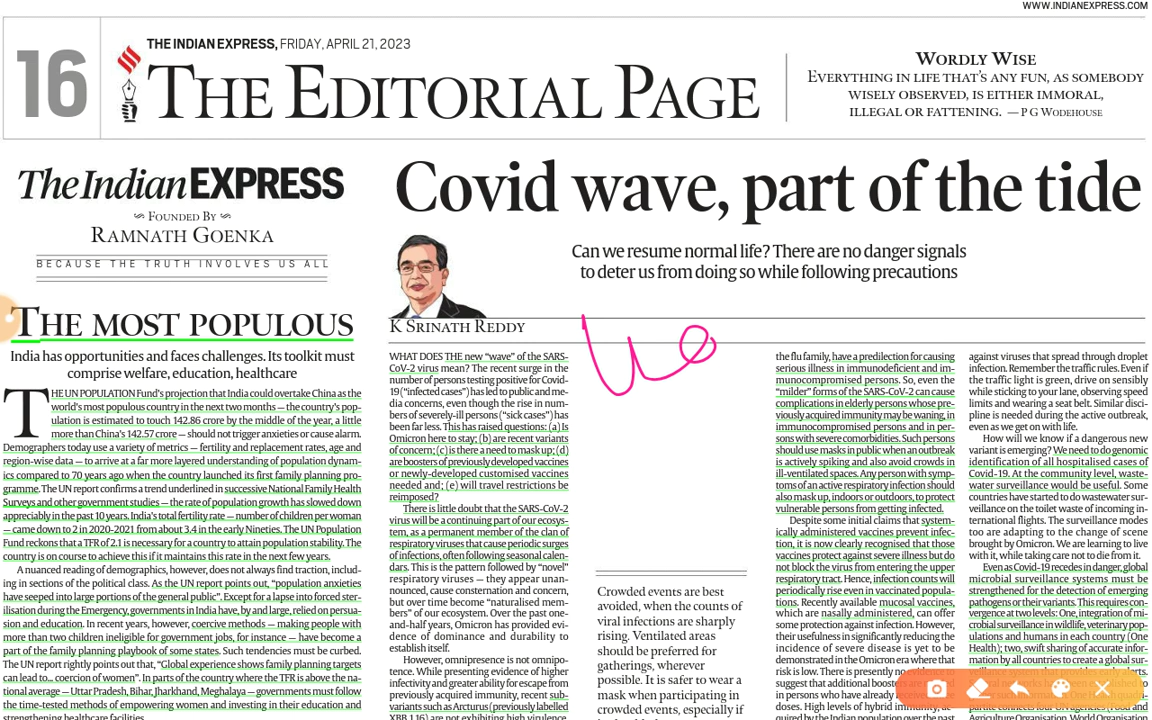 WWW.INDIANEXPRESS.COM
16
THE INDIAN EXPRESS, FRIDAY, APRIL 21, 2023
THE EDITORIAL PAGE
WORDLY WISE
EVERYTHING IN LIFE THAT'S ANY FUN, AS SOMEBODY
WISELY OBSERVED, IS EITHER IMMORAL,
ILLEGAL OR FATTENING. — P G WODEHOUSE
The Indian EXPRESS
FOUNDED BY
RAMNATH GOENKA
BECAUSE THE TRUTH INVOLVES US ALL
THE MOST POPULOUS
India has opportunities and faces challenges. Its toolkit must
comprise welfare, education, healthcare
THE UN POPULATION Fund's projection that India could overtake China as the
world's most populous country in the next two months — the country's pop-
ulation is estimated to touch 142.86 crore by the middle of the year, a little
more than China's 142.57 crore — should not trigger anxieties or cause alarm.
Demographers today use a variety of metrics — fertility and replacement rates, age and
region-wise data — to arrive at a far more layered understanding of population dynam-
ics compared to 70 years ago when the country launched its first family planning pro-
gramme. The UN report confirms a trend underlined in successive National Family Health
Surveys and other government studies — the rate of population growth has slowed down
appreciably in the past 10 years. India's total fertility rate — number of children per woman
— came down to 2 in 2020-2021 from about 3.4 in the early Nineties. The UN Population
Fund reckons that a TFR of 2.1 is necessary for a country to attain population stability. The
country is on course to achieve this if it maintains this rate in the next few years.
A nuanced reading of demographics, however, does not always find traction, includ-
ing in sections of the political class. As the UN report points out, "population anxieties
have seeped into large portions of the general public". Except for a lapse into forced ster-
ilisation during the Emergency, governments in India have, by and large, relied on persua-
sion and education. In recent years, however, coercive methods — making people with
more than two children ineligible for government jobs, for instance — have become a
part of the family planning playbook of some states. Such tendencies must be curbed.
The UN report rightly points out that, "Global experience shows family planning targets
can lead to... coercion of women". In parts of the country where the TFR is above the na-
tional average — Uttar Pradesh, Bihar, Jharkhand, Meghalaya — governments must follow
the time-tested methods of empowering women and investing in their education and
strengthening healthcare facilities.
Covid wave, part of the tide
Can we resume normal life? There are no danger signals
to deter us from doing so while following precautions
K SRINATH REDDY
WHAT DOES THE new "wave" of the SARS-
CoV-2 virus mean? The recent surge in the
number of persons testing positive for Covid-
19 ("infected cases") has led to public and me-
dia concerns, even though the rise in num-
bers of severely-ill persons ("sick cases") has
been far less. This has raised questions: (a) Is
Omicron here to stay; (b) are recent variants
of concern; (c) is there a need to mask up; (d)
are boosters of previously developed vaccines
or newly-developed customised vaccines
needed and; (e) will travel restrictions be
reimposed?
There is little doubt that the SARS-CoV-2
virus will be a continuing part of our ecosys-
tem, as a permanent member of the clan of
respiratory viruses that cause periodic surges
of infections, often following seasonal calen-
dars. This is the pattern followed by "novel"
respiratory viruses — they appear unan-
nounced, cause consternation and concern,
but over time become "naturalised mem-
bers" of our ecosystem. Over the past one-
and-half years, Omicron has provided evi-
dence of dominance and durability to
establish itself.
However, omnipresence is not omnipo-
tence. While presenting evidence of higher
infectivity and greater ability for escape from
previously acquired immunity, recent sub-
variants such as Arcturus (previously labelled
XBB 1.16) are not exhibiting high virulence.
Crowded events are best
avoided, when the counts of
viral infections are sharply
rising. Ventilated areas
should be preferred for
gatherings, wherever
possible. It is safer to wear a
mask when participating in
crowded events, especially if
the flu family, have a predilection for causing
serious illness in immunodeficient and im-
munocompromised persons. So, even the
"milder" forms of the SARS-CoV-2 can cause
complications in elderly persons whose pre-
viously acquired immunity may be waning, in
immunocompromised persons and in per-
sons with severe comorbidities. Such persons
should use masks in public when an outbreak
is actively spiking and also avoid crowds in
ill-ventilated spaces. Any person with symp-
toms of an active respiratory infection should
also mask up, indoors or outdoors, to protect
vulnerable persons from getting infected.
Despite some initial claims that system-
ically administered vaccines prevent infec-
tion, it is now clearly recognised that those
vaccines protect against severe illness but do
not block the virus from entering the upper
respiratory tract. Hence, infection counts will
periodically rise even in vaccinated popula-
tions. Recently available mucosal vaccines,
which are nasally administered, can offer
some protection against infection. However,
their usefulness in significantly reducing the
incidence of severe disease is yet to be
demonstrated in the Omicron era where that
risk is low. There is presently no
suggest that additional boosters
in persons who have already
doses. High levels of hybrid
quired by the Indian population over the past
against viruses that spread through droplet
infection. Remember the traffic rules. Even if
the traffic light is green, drive on sensibly
while sticking to your lane, observing speed
limits and wearing a seat belt. Similar disci-
pline is needed during the active outbreak,
even as we get on with life.
How will we know if a dangerous new
variant is emerging? We need to do genomic
identification of all hospitalised cases of
Covid-19. At the community level, waste-
water surveillance would be useful. Some
countries have started to do wastewater sur-
veillance on the toilet waste of incoming in-
ternational flights. The surveillance modes
too are adapting to the change of scene
brought by Omicron. We are learning to live
with it, while taking care not to die from it.
Even as Covid-19 recedes in danger, global
microbial surveillance systems must be
strengthened for the detection of emerging
pathogens or their variants. This requires con-
vergence at two levels: One, integration of mi-
crobial surveillance in wildlife, veterinary pop-
ulations and humans in each country (One
Health); two, swift sharing of accurate infor-
mation by all countries to create a global sur-
Agriculture Organization, World